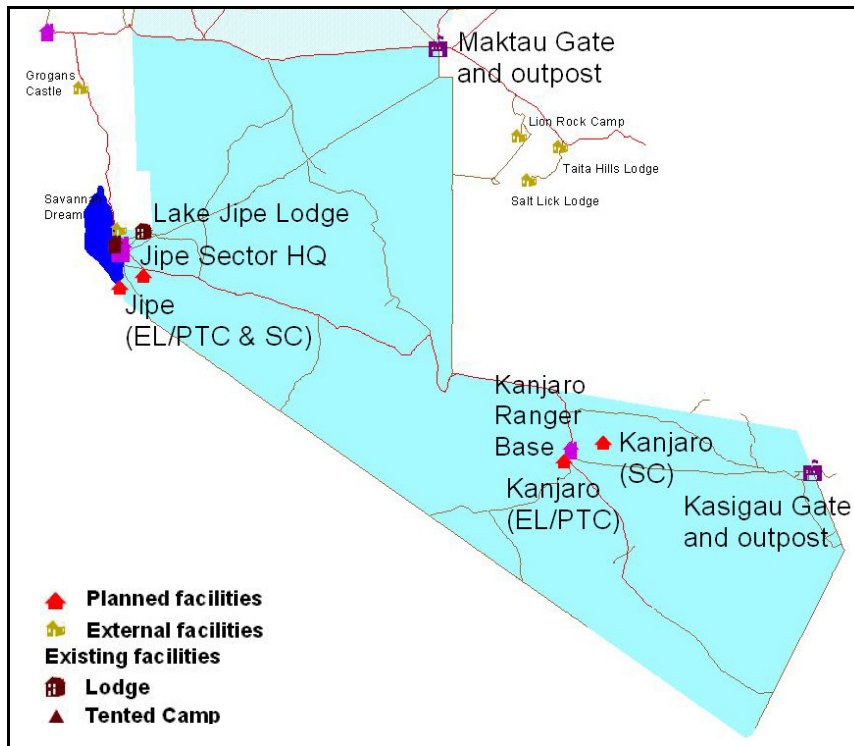 Maktau Gate
and outpost
Grogans
Castle
Lion Rock Camp
Taita Hills Lodge
Salt Lick Lodge
Savannah
Dream
Lake Jipe Lodge
Jipe Sector HQ
Jipe
(EL/PTC & SC)
Kanjaro
Ranger
Base
Kanjaro
(SC)
Kanjaro
(EL/PTC)
Kasigau Gate
and outpost
Planned facilities
External facilities
Existing facilities
Lodge
Tented Camp